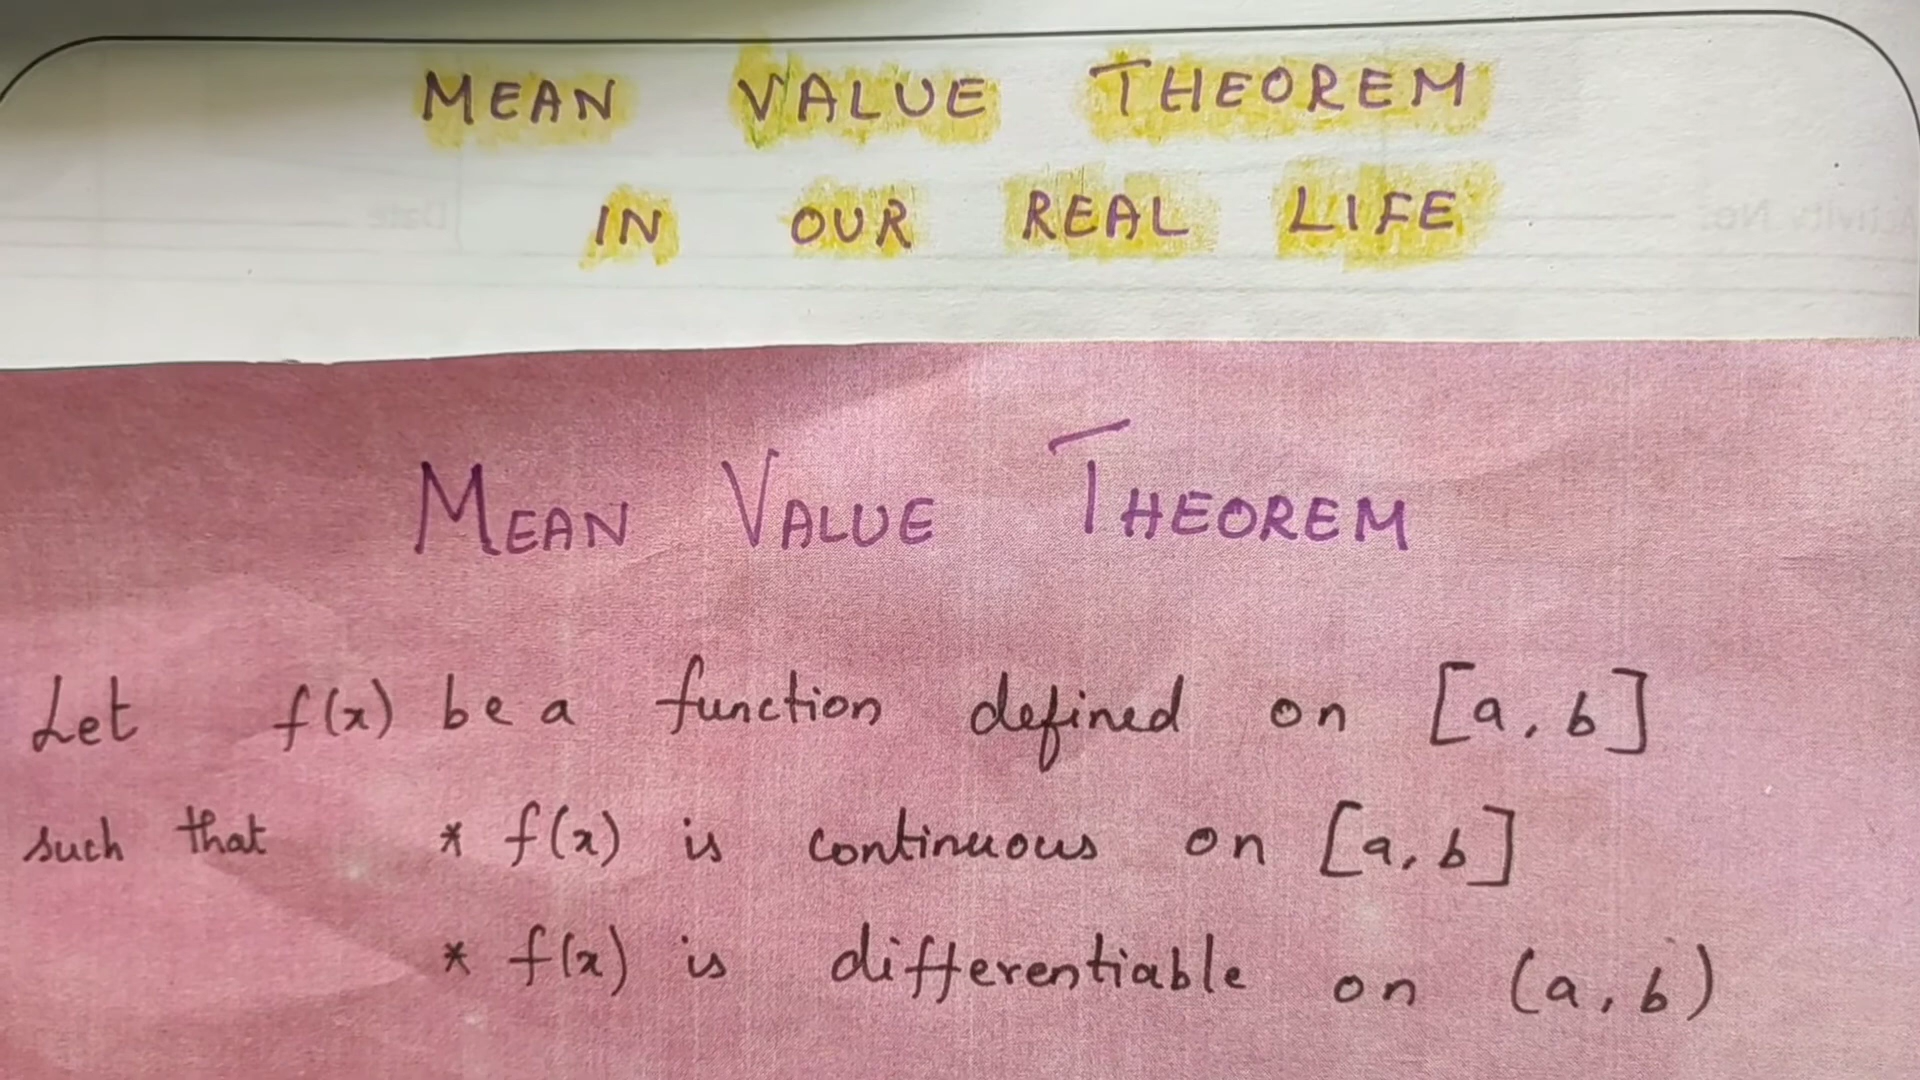 MEAN VALUE THEOREM
IN OUR REAL LIFE
MEAN VALUE THEOREM
Let f(x) be a function defined on [a, b]
such that * f(x) is continuous on [a, b]
* f(x) is differentiable on (a, b)